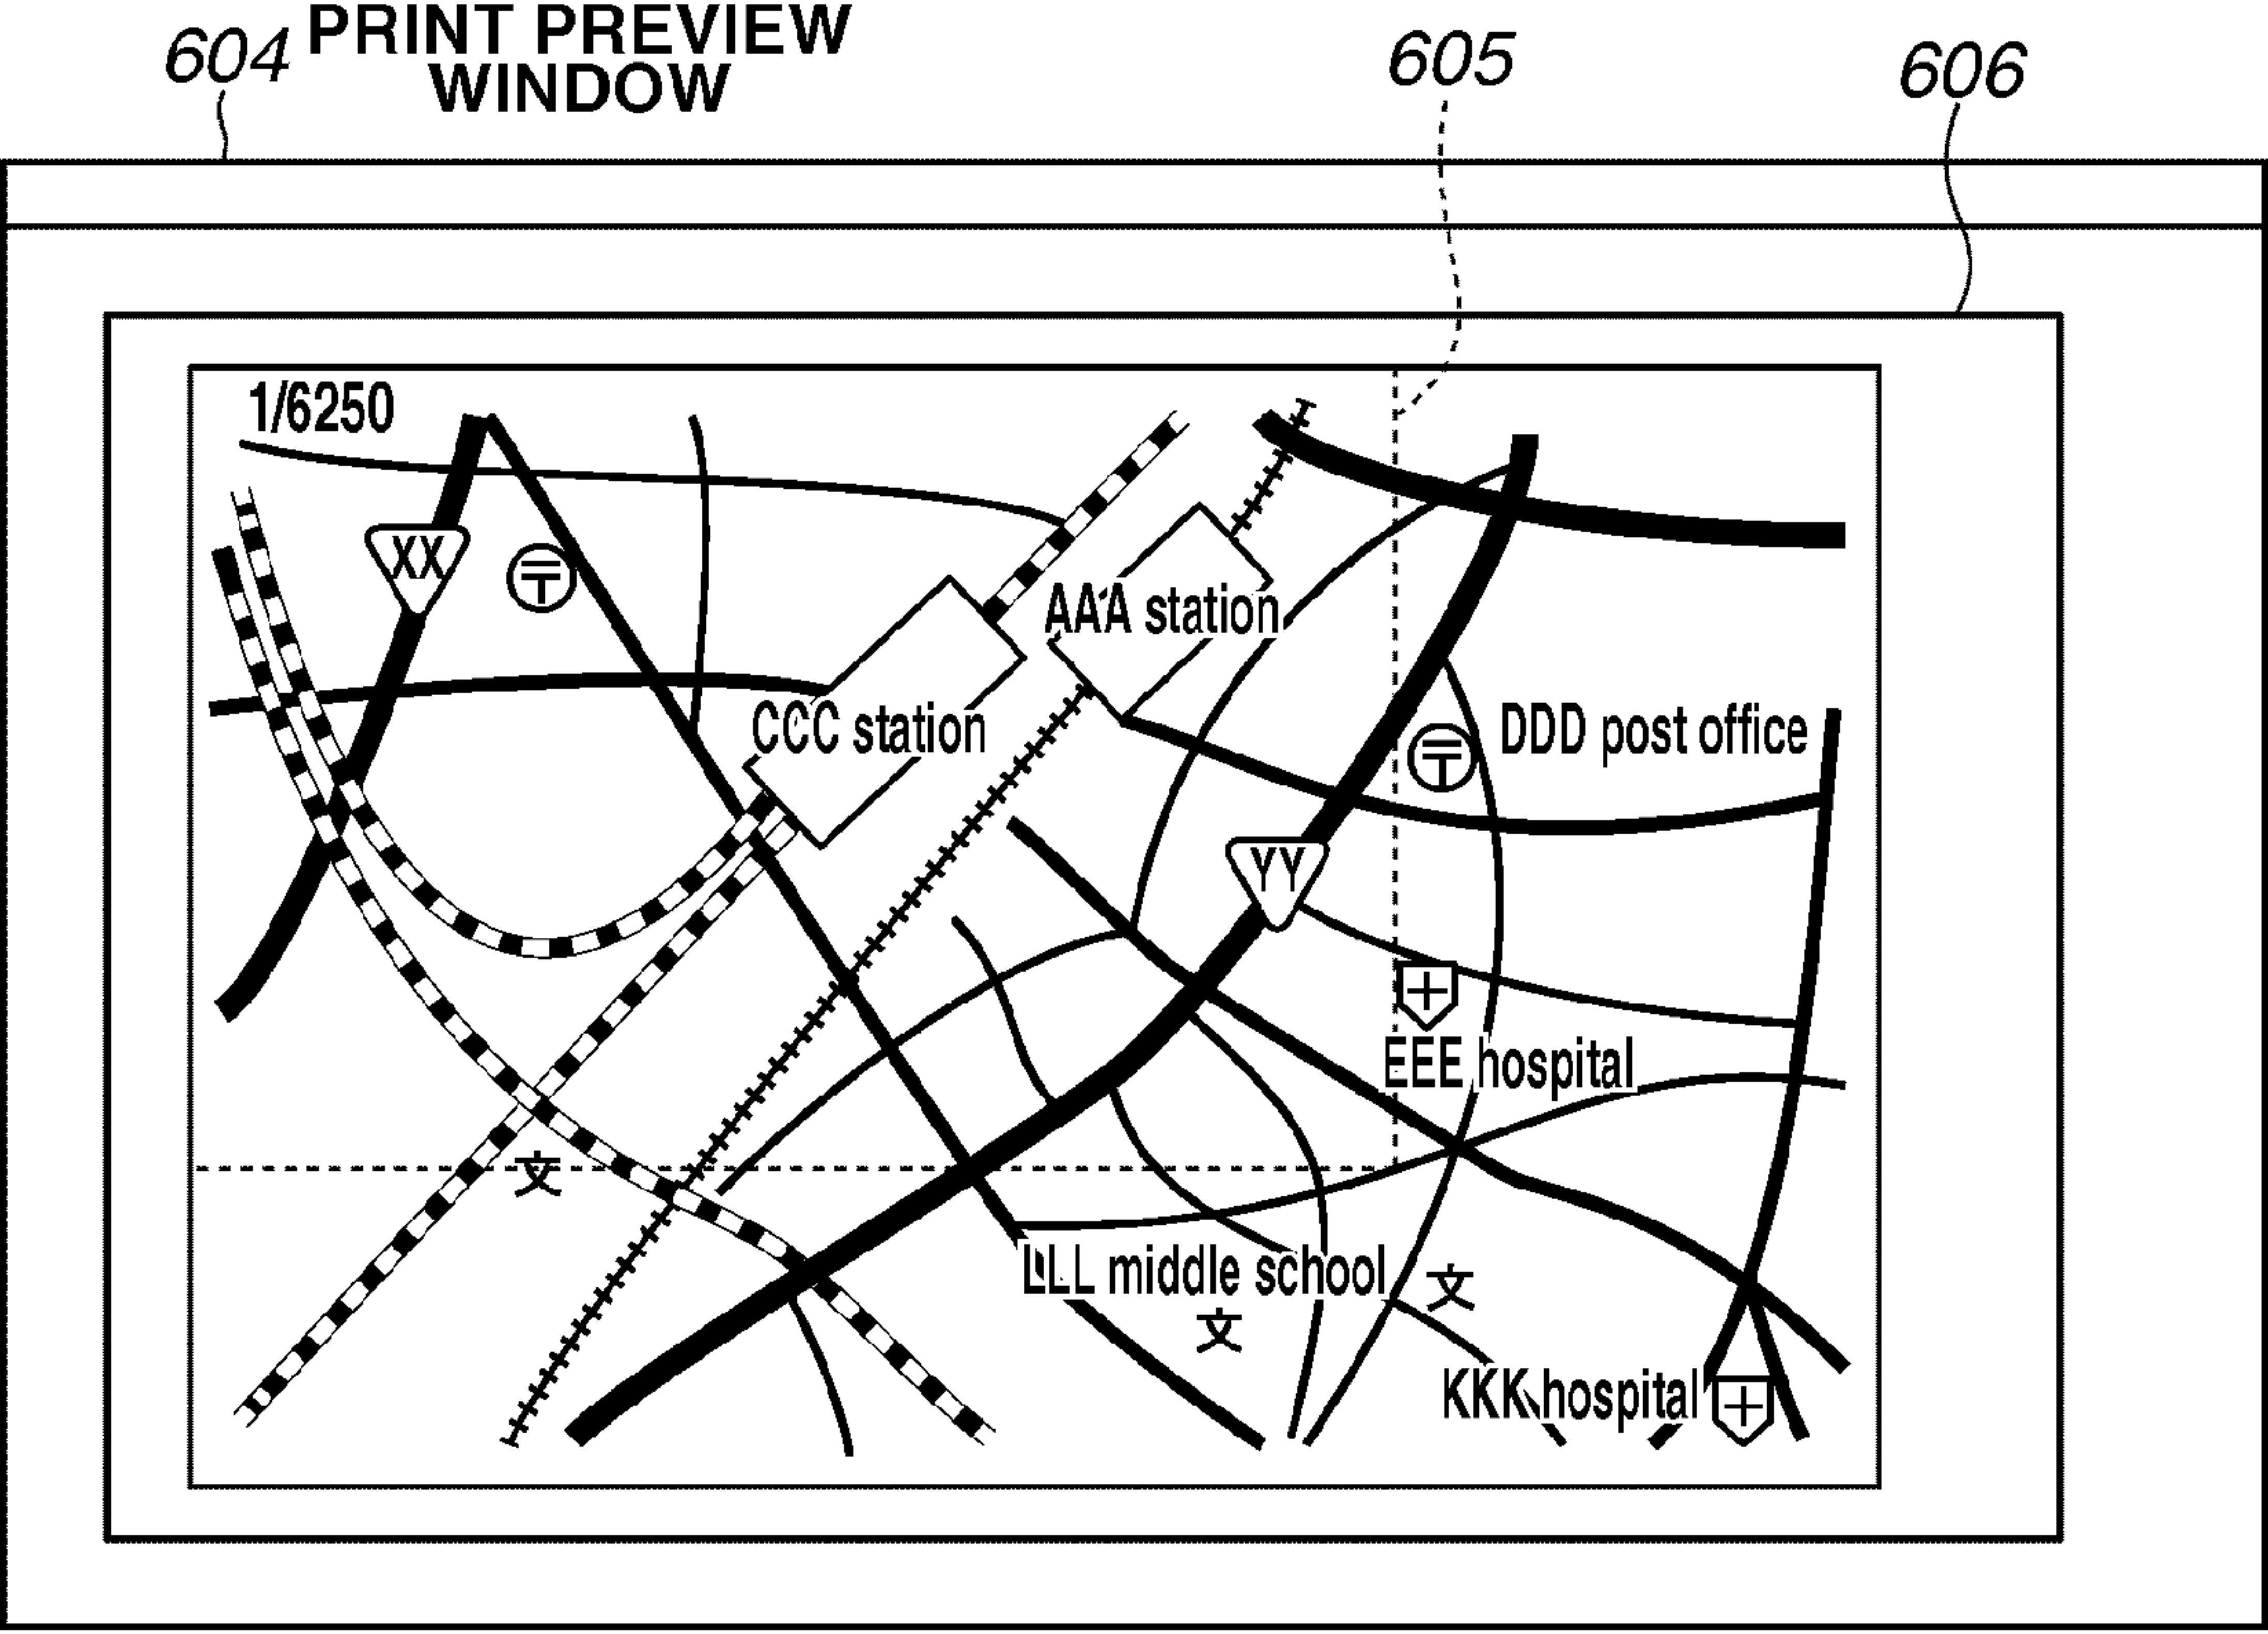 604
PRINT PREVIEW
WINDOW
605
606
1/6250
XX
AAA station
CCC station
DDD post office
YY
EEE hospital
文
LLL middle school
文
文
KKK hospital